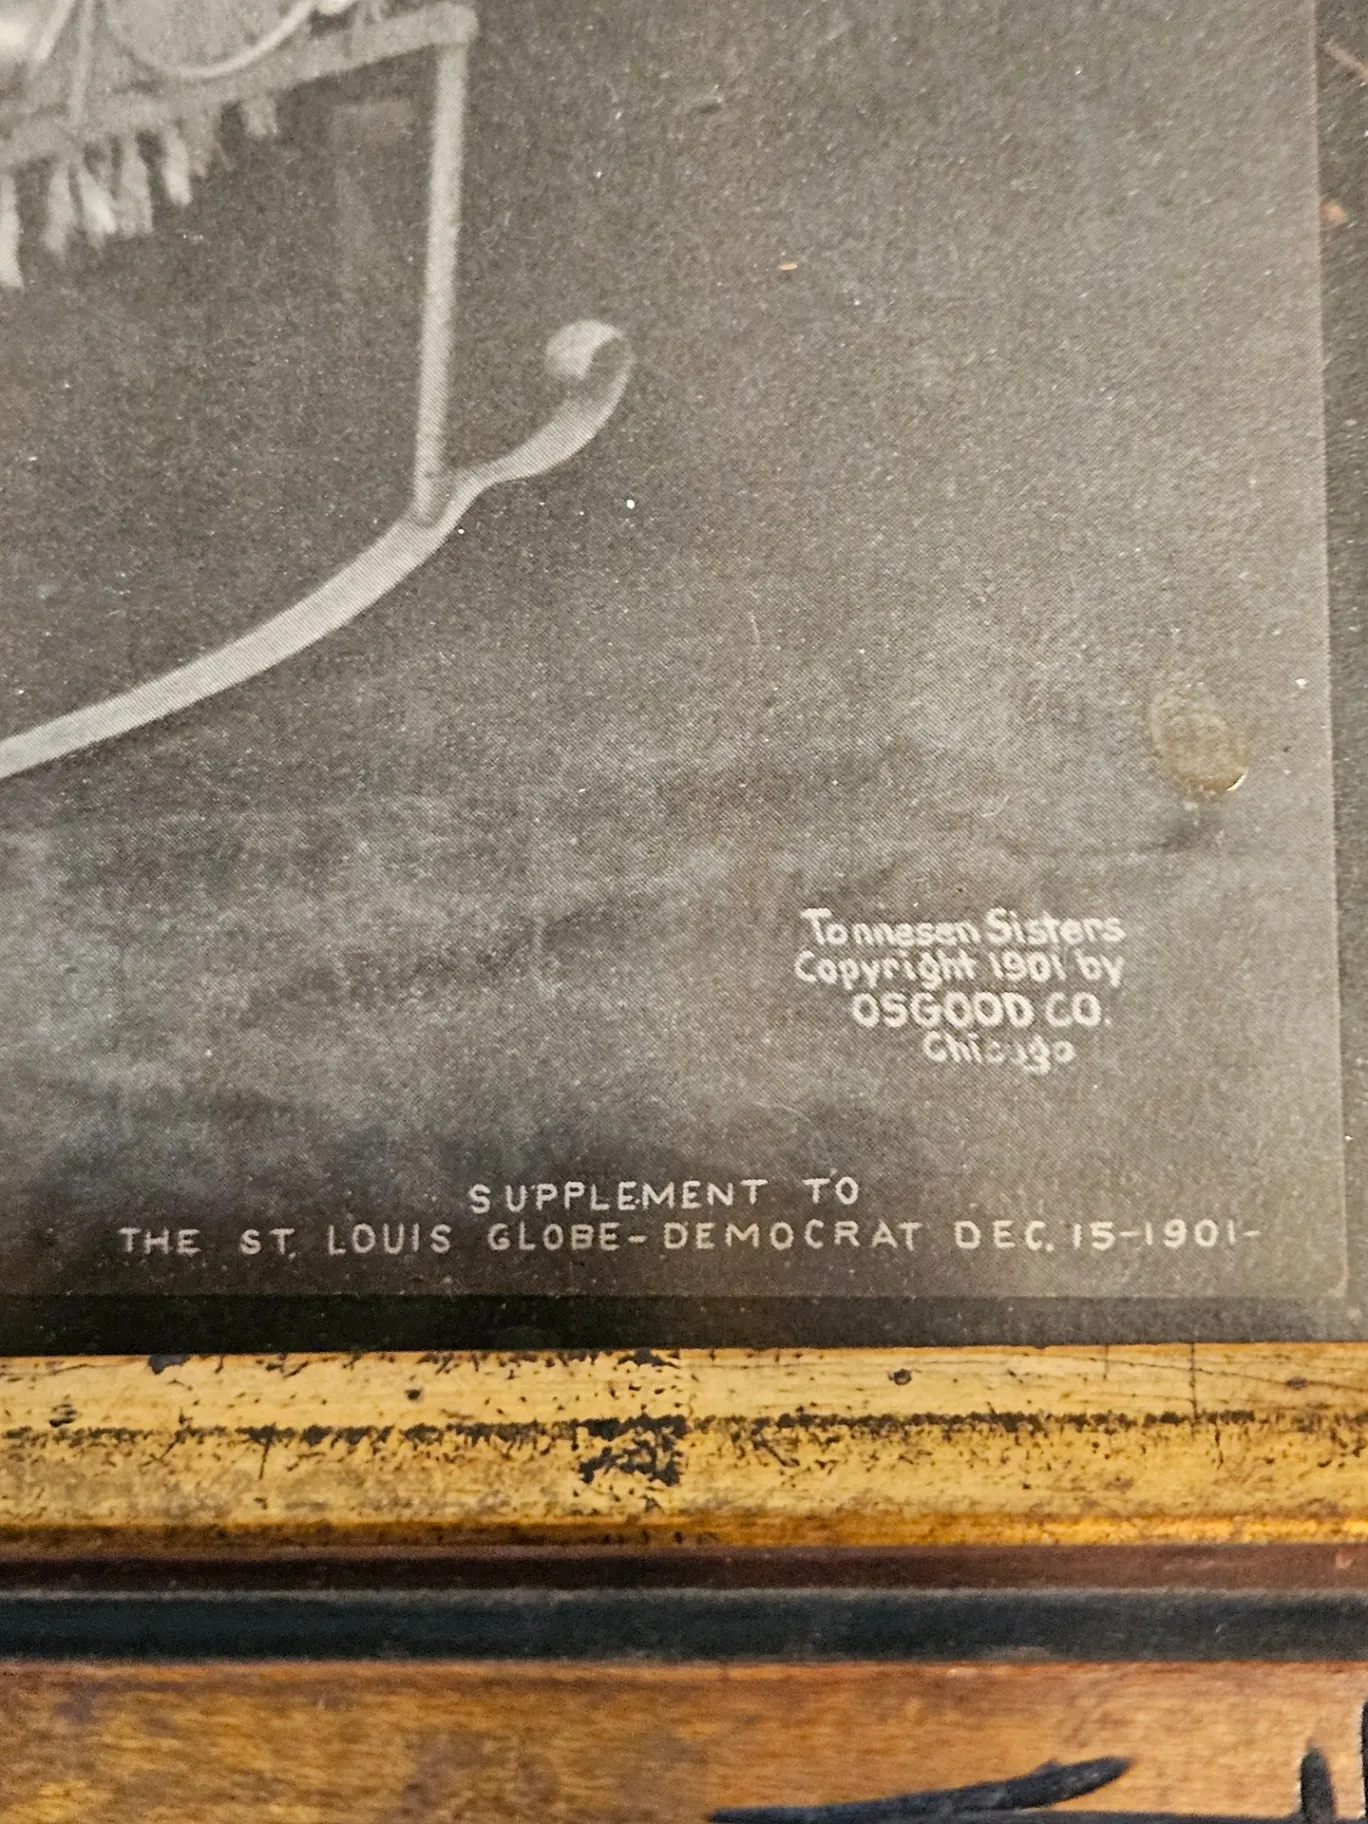 Tonnesen Sisters
Copyright 1901 by
OSGOOD CO.
Chicago
SUPPLEMENT TO
THE ST. LOUIS GLOBE-DEMOCRAT DEC. 15-1901-